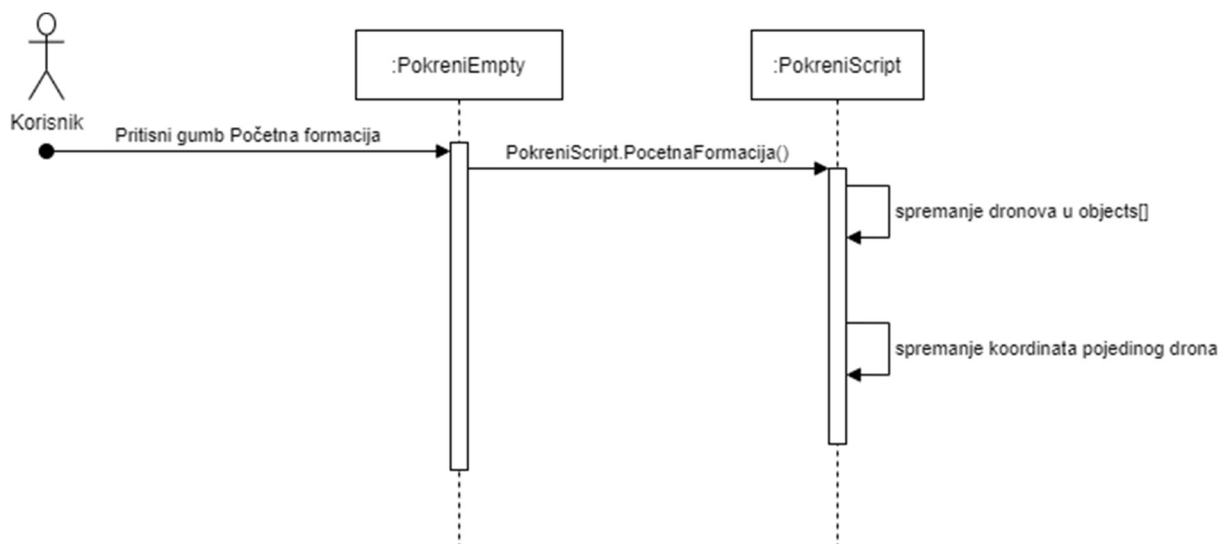 :PokreniEmpty
:PokreniScript
Korisnik
Pritisni gumb Početna formacija
PokreniScript.PocetnaFormacija()
spremanje dronova u objects[]
spremanje koordinata pojedinog drona